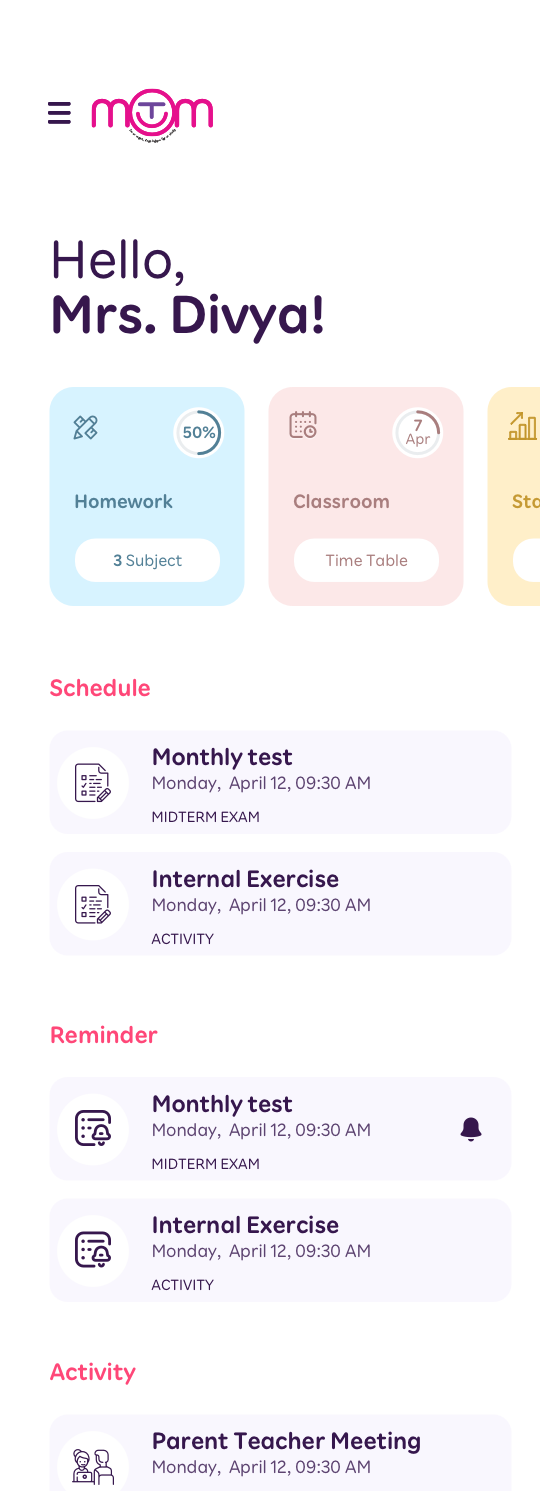 mTm
Hello,
Mrs. Divya!
50%
Homework
3 Subject
7
Apr
Classroom
Time Table
Schedule
Monthly test
Monday, April 12, 09:30 AM
MIDTERM EXAM
Internal Exercise
Monday, April 12, 09:30 AM
ACTIVITY
Reminder
Monthly test
Monday, April 12, 09:30 AM
MIDTERM EXAM
Internal Exercise
Monday, April 12, 09:30 AM
ACTIVITY
Activity
Parent Teacher Meeting
Monday, April 12, 09:30 AM